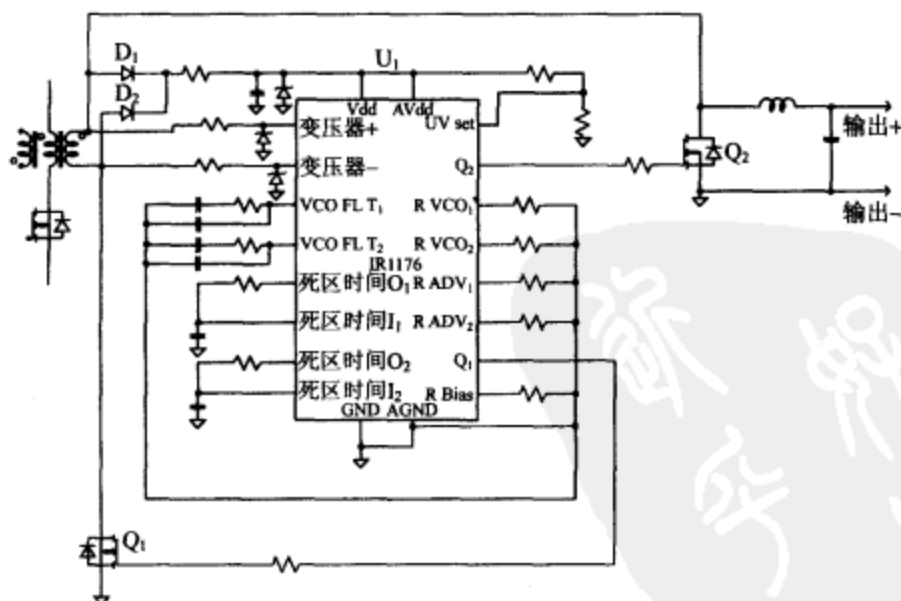 D₁
U₁
D₂
Vdd AVdd
变压器+
UV set
输出+
变压器-
Q₂
Q₂
VCO FL T₁
R VCO₁
输出-
VCO FL T₂
R VCO₂
IR1176
死区时间O₁
R ADV₁
死区时间I₁
R ADV₂
死区时间O₂
Q₁
死区时间I₂
R Bias
GND AGND
Q₁